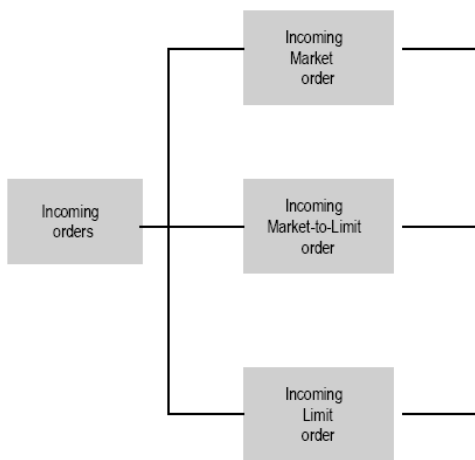 Incoming
Market
order
Incoming
orders
Incoming
Market-to-Limit
order
Incoming
Limit
order